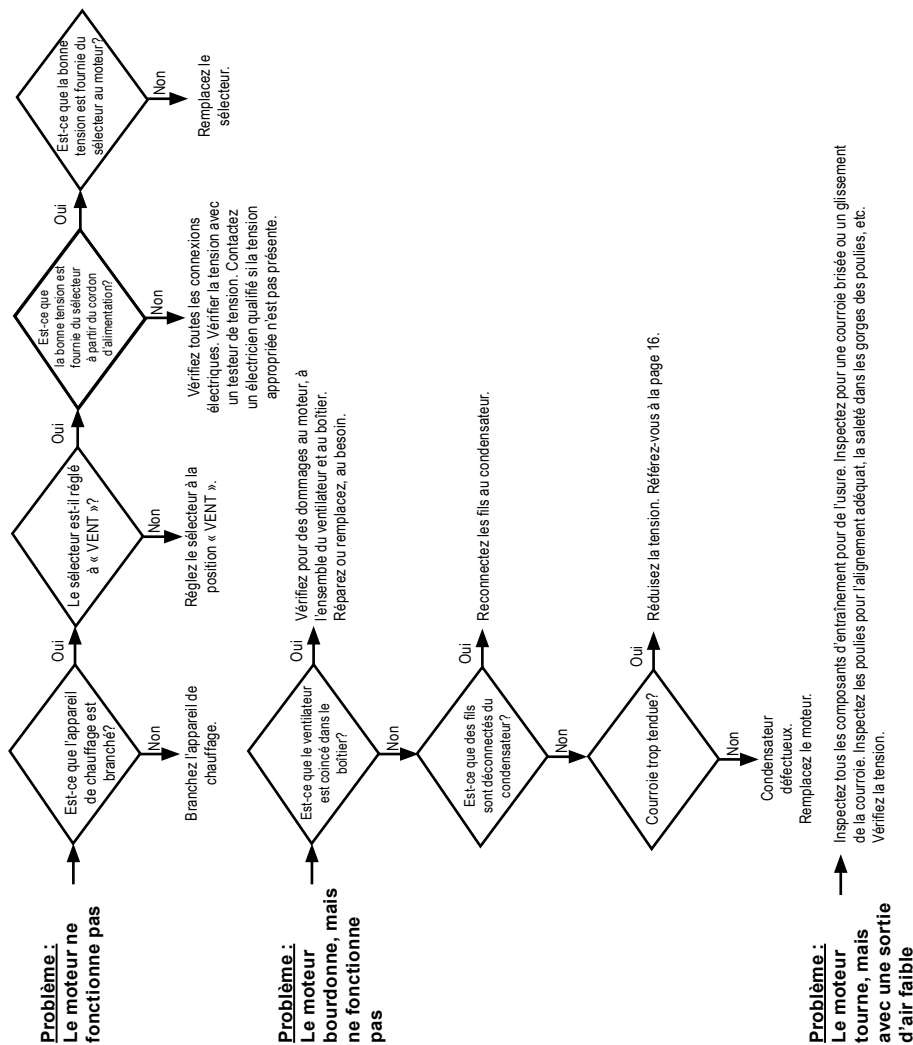 Problème :
Le moteur ne
fonctionne pas
Est-ce que l'appareil
de chauffage est
branché?
Oui
Non
Branchez l'appareil de
chauffage.
Le sélecteur est-il réglé
à « VENT »?
Oui
Non
Réglez le sélecteur à la
position « VENT ».
Est-ce que
la bonne tension est
fournie du sélecteur
à partir du cordon
d'alimentation?
Oui
Non
Vérifiez toutes les connexions
électriques. Vérifier la tension avec
un testeur de tension. Contactez
un électricien qualifié si la tension
appropriée n'est pas présente.
Est-ce que la bonne
tension est fournie du
sélecteur au moteur?
Non
Remplacez le
sélecteur.
Problème :
Le moteur
bourdonne, mais
ne fonctionne
pas
Est-ce que le ventilateur
est coincé dans le
boîtier?
Oui
Vérifiez pour des dommages au moteur, à
l'ensemble du ventilateur et au boîtier.
Réparez ou remplacez, au besoin.
Non
Est-ce que des fils
sont déconnectés du
condensateur?
Oui
Reconnectez les fils au condensateur.
Non
Courroie trop tendue?
Oui
Réduisez la tension. Référez-vous à la page 16.
Non
Condensateur
défectueux.
Remplacez le moteur.
Problème :
Le moteur
tourne, mais
avec une sortie
d'air faible
Inspectez tous les composants d'entraînement pour de l'usure. Inspectez pour une courroie brisée ou un glissement
de la courroie. Inspectez les poulies pour l'alignement adéquat, la saleté dans les gorges des poulies, etc.
Vérifiez la tension.